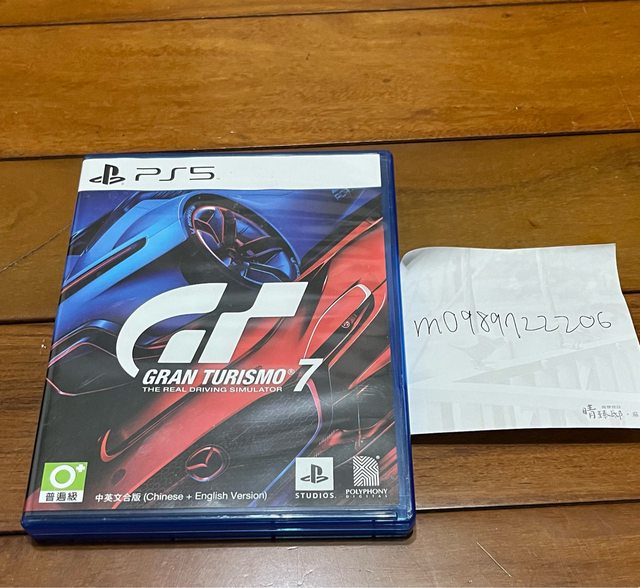 PS5
GT
GRAN TURISMO® 7
THE REAL DRIVING SIMULATOR
普遍級
中英文合版 (Chinese + English Version)
STUDIOS
POLYPHONY
DIGITAL
m0989722206